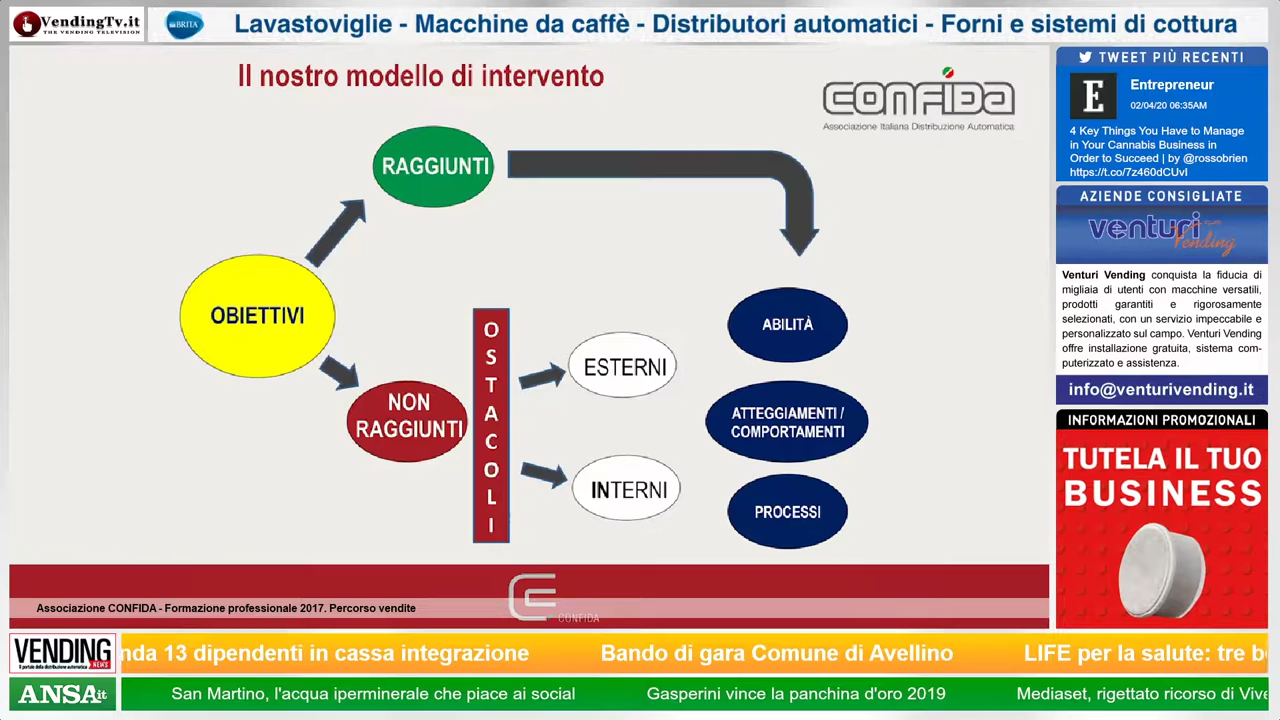 VendingTv.it
THE VENDING TELEVISION
BRITA
Lavastoviglie - Macchine da caffè - Distributori automatici - Forni e sistemi di cottura
Il nostro modello di intervento
CONFIDA
Associazione Italiana Distribuzione Automatica
RAGGIUNTI
OBIETTIVI
NON
RAGGIUNTI
OSTACOLI
ESTERNI
INTERNI
ABILITÀ
ATTEGGIAMENTI /
COMPORTAMENTI
PROCESSI
CONFIDA
Associazione CONFIDA - Formazione professionale 2017. Percorso vendite
TWEET PIÙ RECENTI
E
Entrepreneur
02/04/20 06:35AM
4 Key Things You Have to Manage
in Your Cannabis Business in
Order to Succeed | by @rossobrien
https://t.co/7z460dCUvI
AZIENDE CONSIGLIATE
venturi
Vending
Venturi Vending conquista la fiducia di
migliaia di utenti con macchine versatili,
prodotti garantiti e rigorosamente
selezionati, con un servizio impeccabile e
personalizzato sul campo. Venturi Vending
offre installazione gratuita, sistema com-
puterizzato e assistenza.
info@venturivending.it
INFORMAZIONI PROMOZIONALI
TUTELA IL TUO
BUSINESS
VENDING
NEWS
Il portale della distribuzione automatica
nda 13 dipendenti in cassa integrazione Bando di gara Comune di Avellino LIFE per la salute: tre b
ANSA.it
San Martino, l'acqua iperminerale che piace ai social Gasperini vince la panchina d'oro 2019 Mediaset, rigettato ricorso di Vive